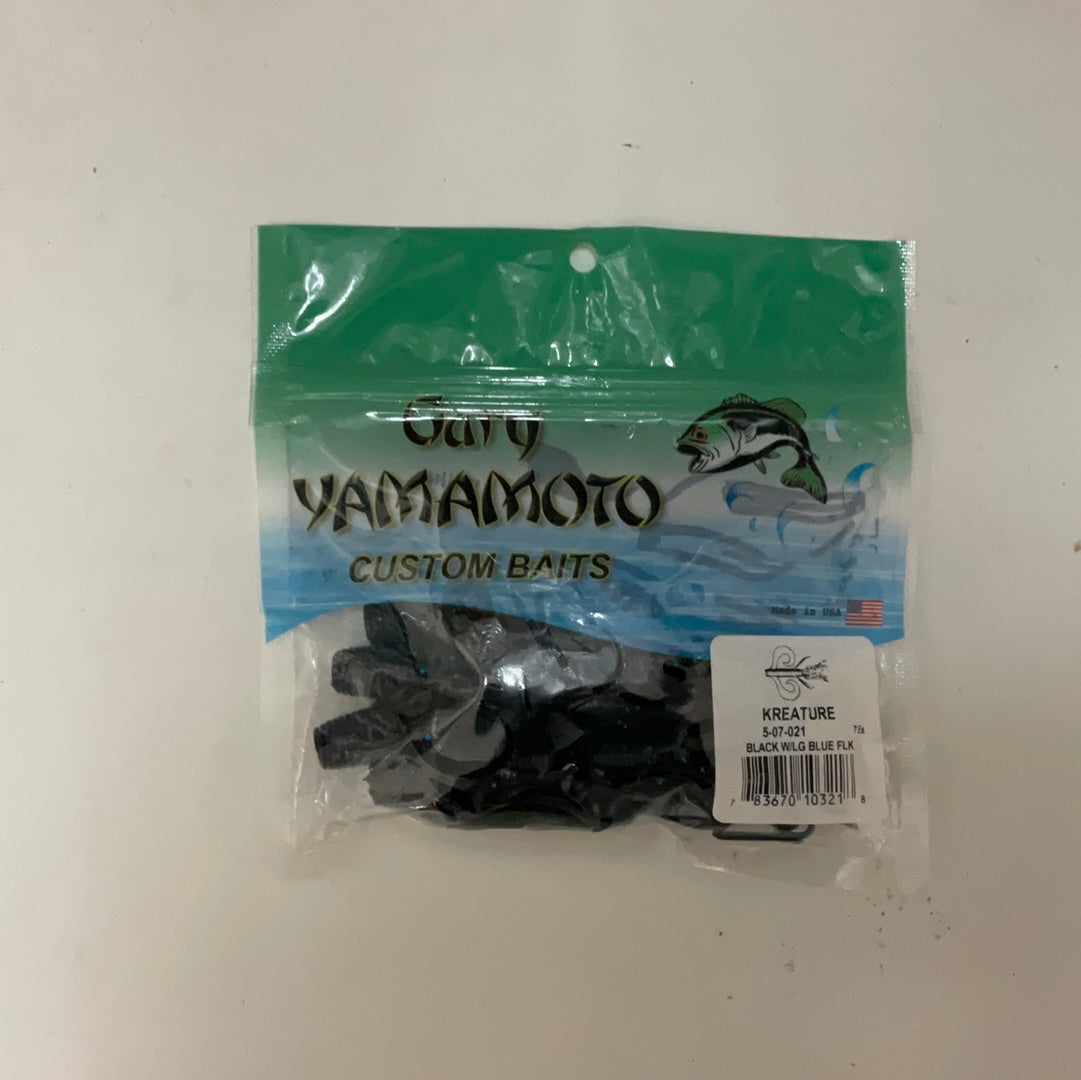 Gary
YAMAMOTO
CUSTOM BAITS
Made in USA
KREATURE
5-07-021 7Ea
BLACK W/LG BLUE FLK
7 83670 10321 8